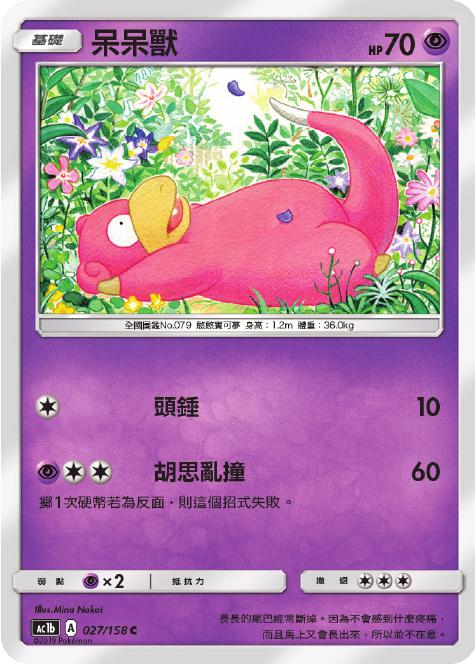 基礎 呆呆獸 HP70
全國圖鑑No.079 憨憨寶可夢 身高：1.2m 體重：36.0kg
頭錘 10
胡思亂撞 60
擲1次硬幣若為反面，則這個招式失敗。
弱點 ×2 抵抗力 撤退
Illus.Mina Nakai
AC1b A 027/158 C
©2019 Pokémon
長長的尾巴經常斷掉。因為不會感到什麼疼痛，
而且馬上又會長出來，所以並不在意。